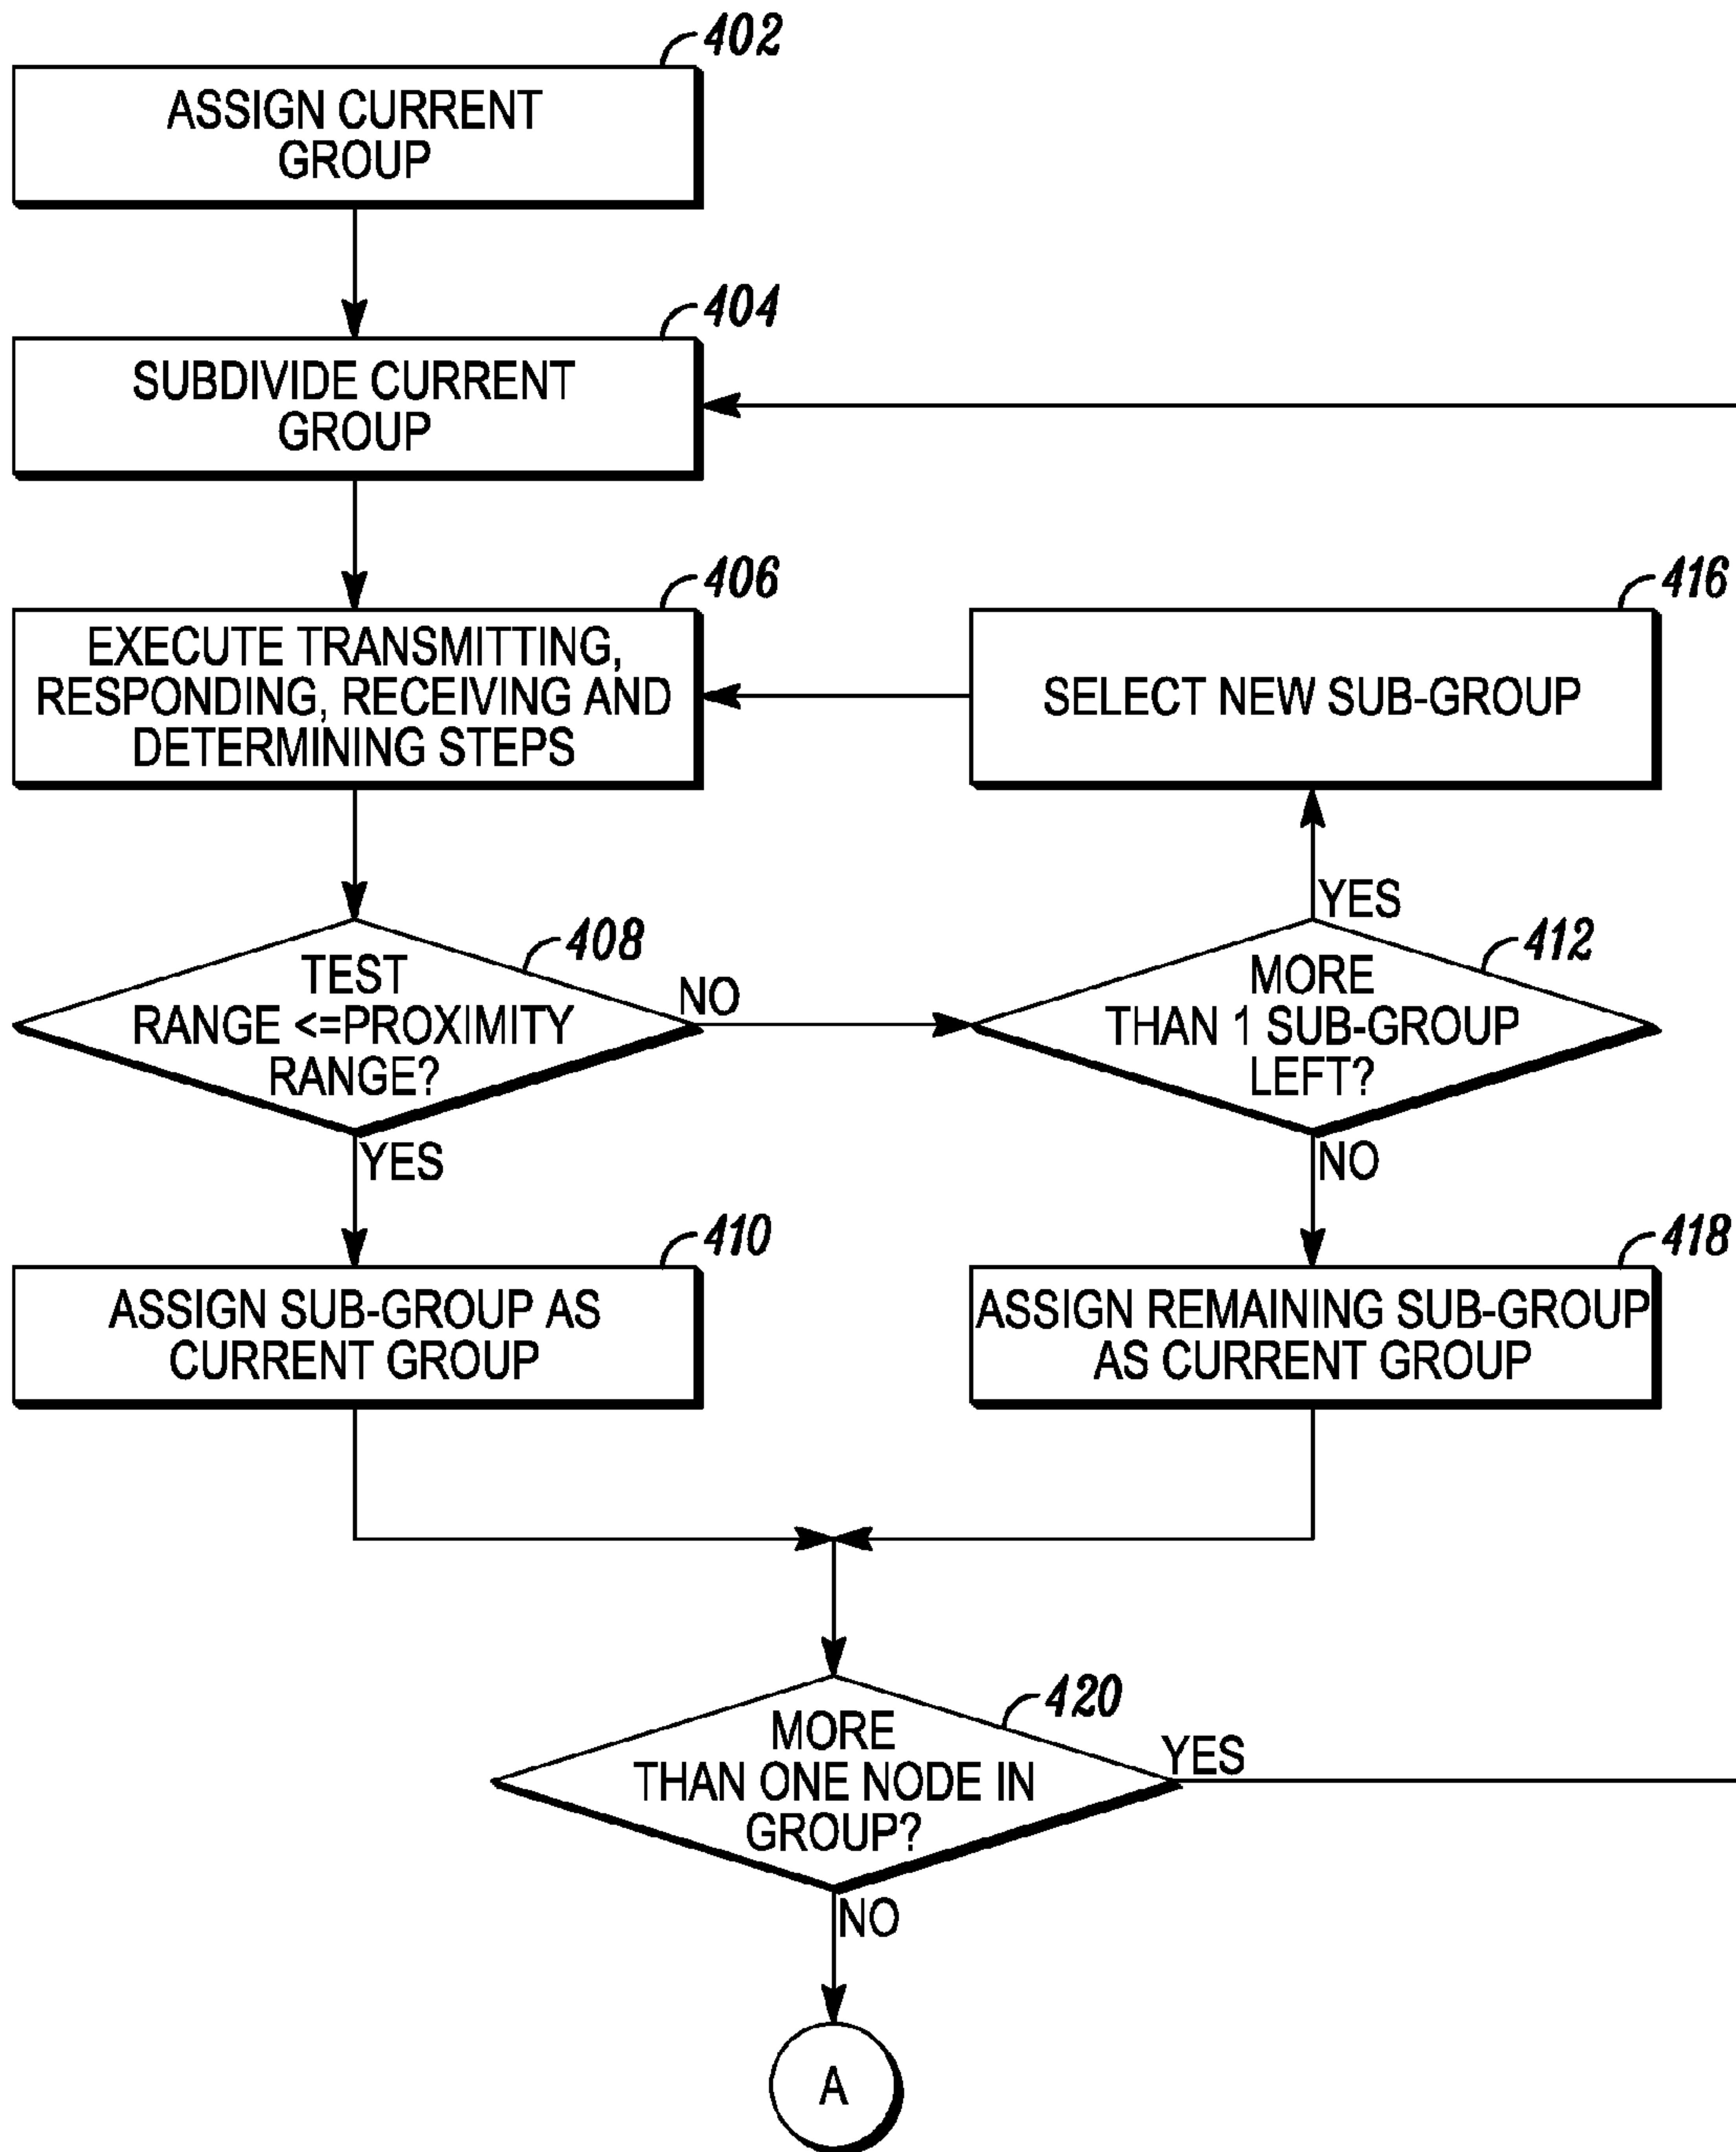 402
ASSIGN CURRENT
GROUP
404
SUBDIVIDE CURRENT
GROUP
406
EXECUTE TRANSMITTING,
RESPONDING, RECEIVING AND
DETERMINING STEPS
416
SELECT NEW SUB-GROUP
408
TEST
RANGE <=PROXIMITY
RANGE?
NO
YES
412
MORE
THAN 1 SUB-GROUP
LEFT?
YES
NO
410
ASSIGN SUB-GROUP AS
CURRENT GROUP
418
ASSIGN REMAINING SUB-GROUP
AS CURRENT GROUP
420
MORE
THAN ONE NODE IN
GROUP?
YES
NO
A